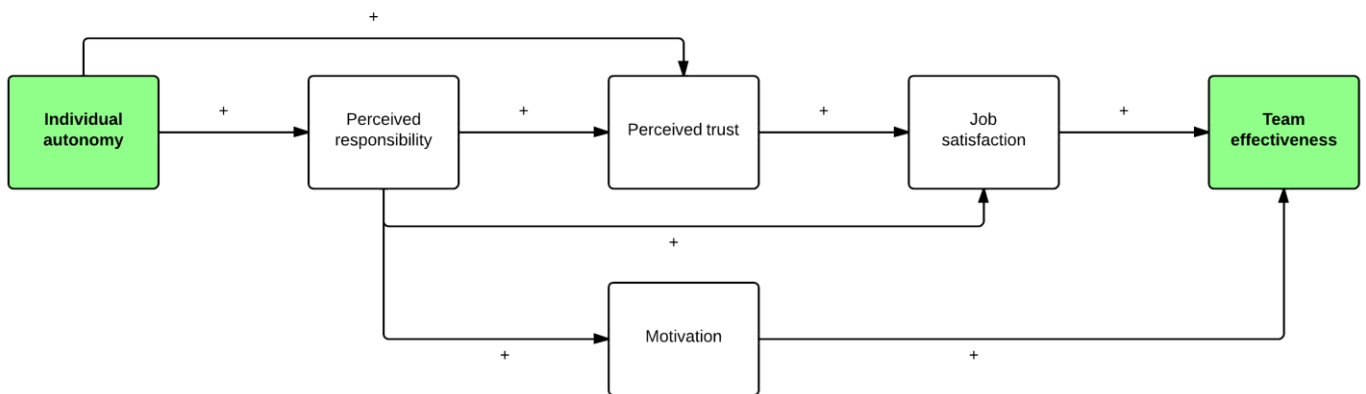 +
Individual
autonomy
+
Perceived
responsibility
+
Perceived trust
+
Job
satisfaction
+
Team
effectiveness
+
Motivation
+
+